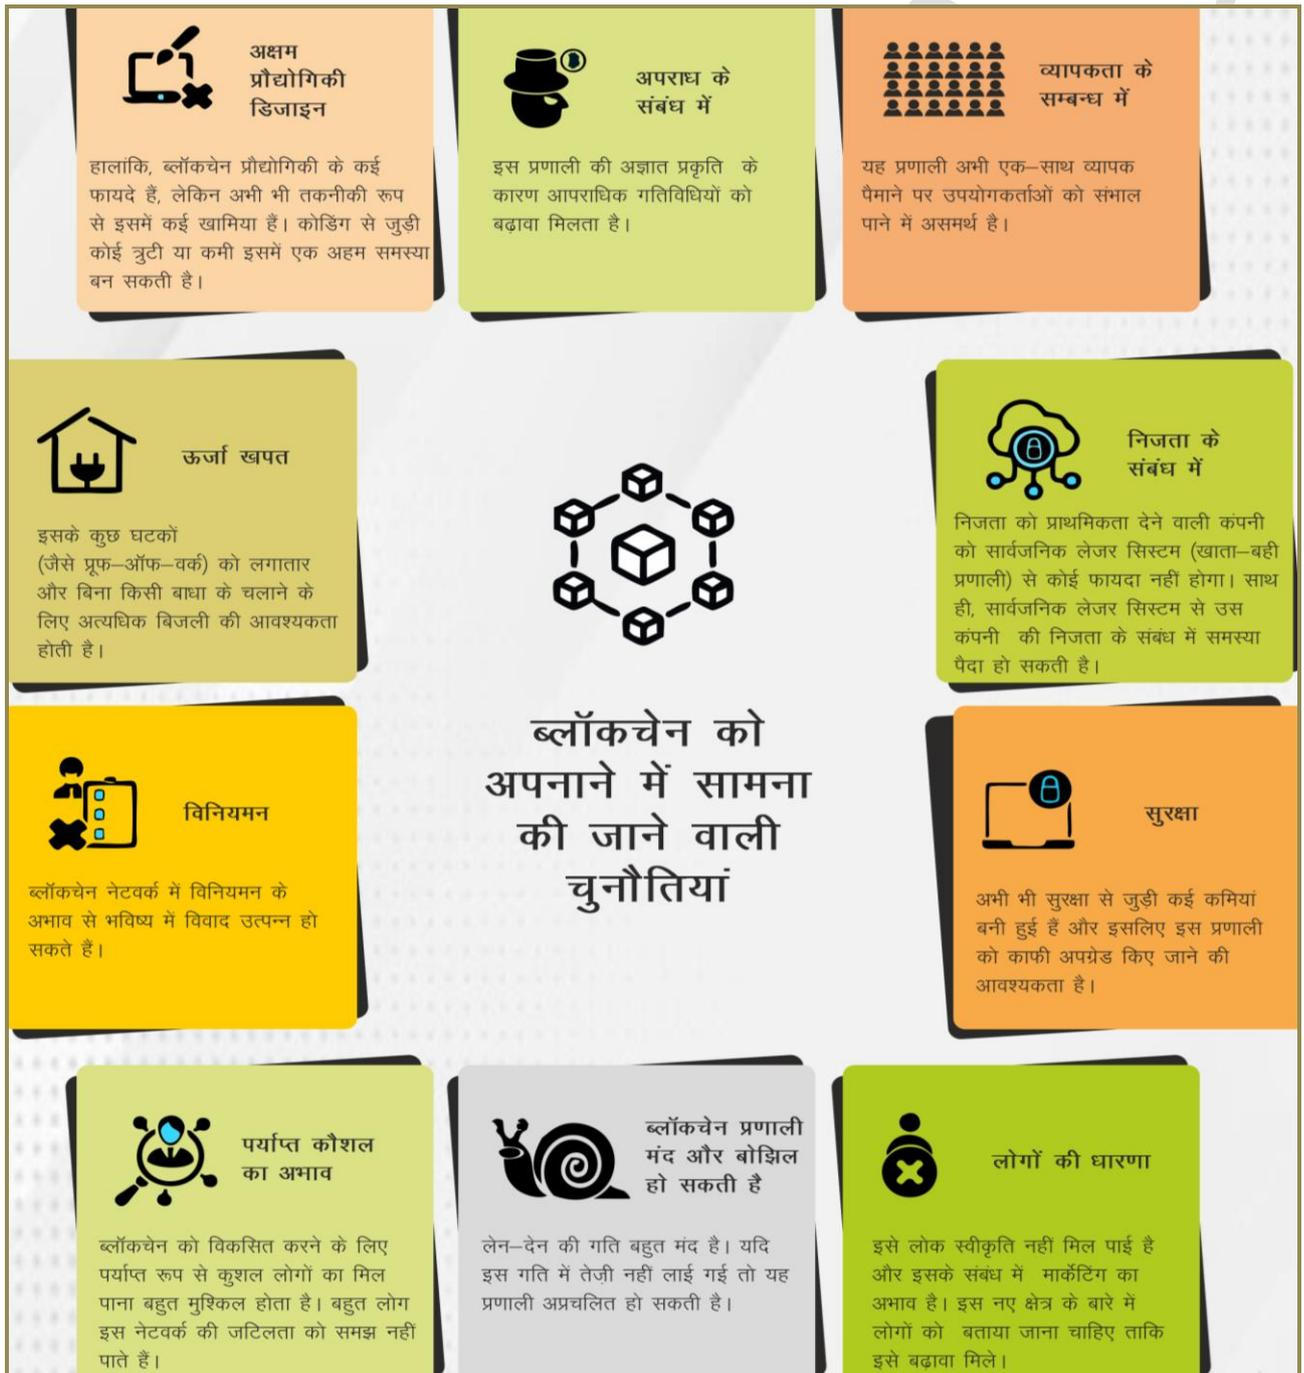 अक्षम
प्रौद्योगिकी
डिजाइन
हालांकि, ब्लॉकचेन प्रौद्योगिकी के कई
फायदे हैं, लेकिन अभी भी तकनीकी रूप
से इसमें कई खामिया हैं। कोडिंग से जुड़ी
कोई त्रुटी या कमी इसमें एक अहम समस्या
बन सकती है।
अपराध के
संबंध में
इस प्रणाली की अज्ञात प्रकृति के
कारण आपराधिक गतिविधियों को
बढ़ावा मिलता है।
व्यापकता के
सम्बन्ध में
यह प्रणाली अभी एक–साथ व्यापक
पैमाने पर उपयोगकर्ताओं को संभाल
पाने में असमर्थ है।
ऊर्जा खपत
इसके कुछ घटकों
(जैसे प्रूफ–ऑफ–वर्क) को लगातार
और बिना किसी बाधा के चलाने के
लिए अत्यधिक बिजली की आवश्यकता
होती है।
निजता के
संबंध में
निजता को प्राथमिकता देने वाली कंपनी
को सार्वजनिक लेजर सिस्टम (खाता–बही
प्रणाली) से कोई फायदा नहीं होगा। साथ
ही, सार्वजनिक लेजर सिस्टम से उस
कंपनी की निजता के संबंध में समस्या
पैदा हो सकती है।
ब्लॉकचेन को
अपनाने में सामना
की जाने वाली
चुनौतियां
विनियमन
ब्लॉकचेन नेटवर्क में विनियमन के
अभाव से भविष्य में विवाद उत्पन्न हो
सकते हैं।
सुरक्षा
अभी भी सुरक्षा से जुड़ी कई कमियां
बनी हुई हैं और इसलिए इस प्रणाली
को काफी अपग्रेड किए जाने की
आवश्यकता है।
पर्याप्त कौशल
का अभाव
ब्लॉकचेन को विकसित करने के लिए
पर्याप्त रूप से कुशल लोगों का मिल
पाना बहुत मुश्किल होता है। बहुत लोग
इस नेटवर्क की जटिलता को समझ नहीं
पाते हैं।
ब्लॉकचेन प्रणाली
मंद और बोझिल
हो सकती है
लेन–देन की गति बहुत मंद है। यदि
इस गति में तेज़ी नहीं लाई गई तो यह
प्रणाली अप्रचलित हो सकती है।
लोगों की धारणा
इसे लोक स्वीकृति नहीं मिल पाई है
और इसके संबंध में मार्केटिंग का
अभाव है। इस नए क्षेत्र के बारे में
लोगों को बताया जाना चाहिए ताकि
इसे बढ़ावा मिले।